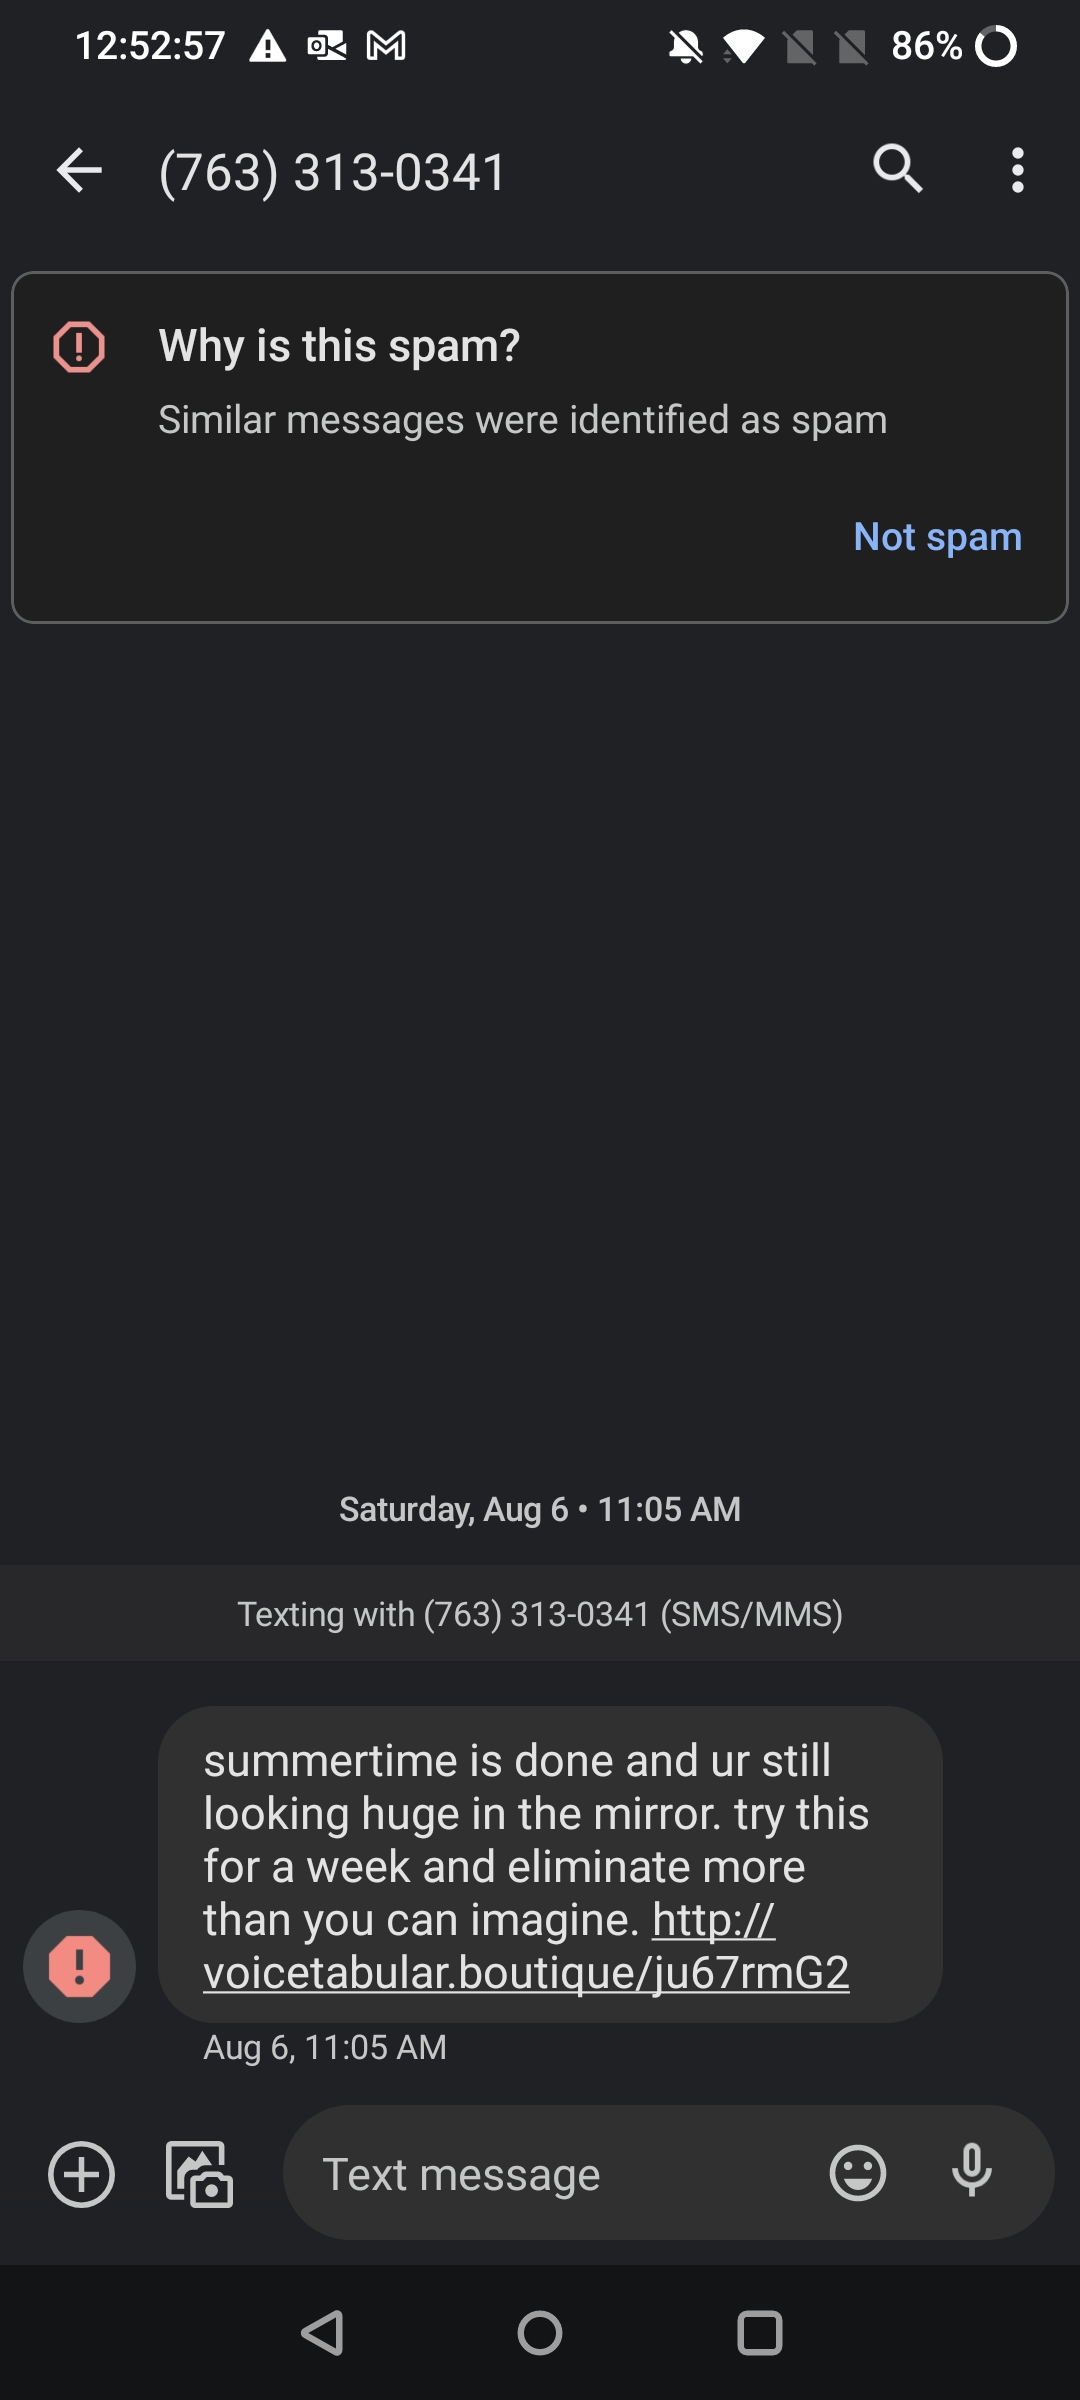 12:52:57
86%
(763) 313-0341
Why is this spam?
Similar messages were identified as spam
Not spam
Saturday, Aug 6 • 11:05 AM
Texting with (763) 313-0341 (SMS/MMS)
summertime is done and ur still
looking huge in the mirror. try this
for a week and eliminate more
than you can imagine. http://
voicetabular.boutique/ju67rmG2
Aug 6, 11:05 AM
Text message